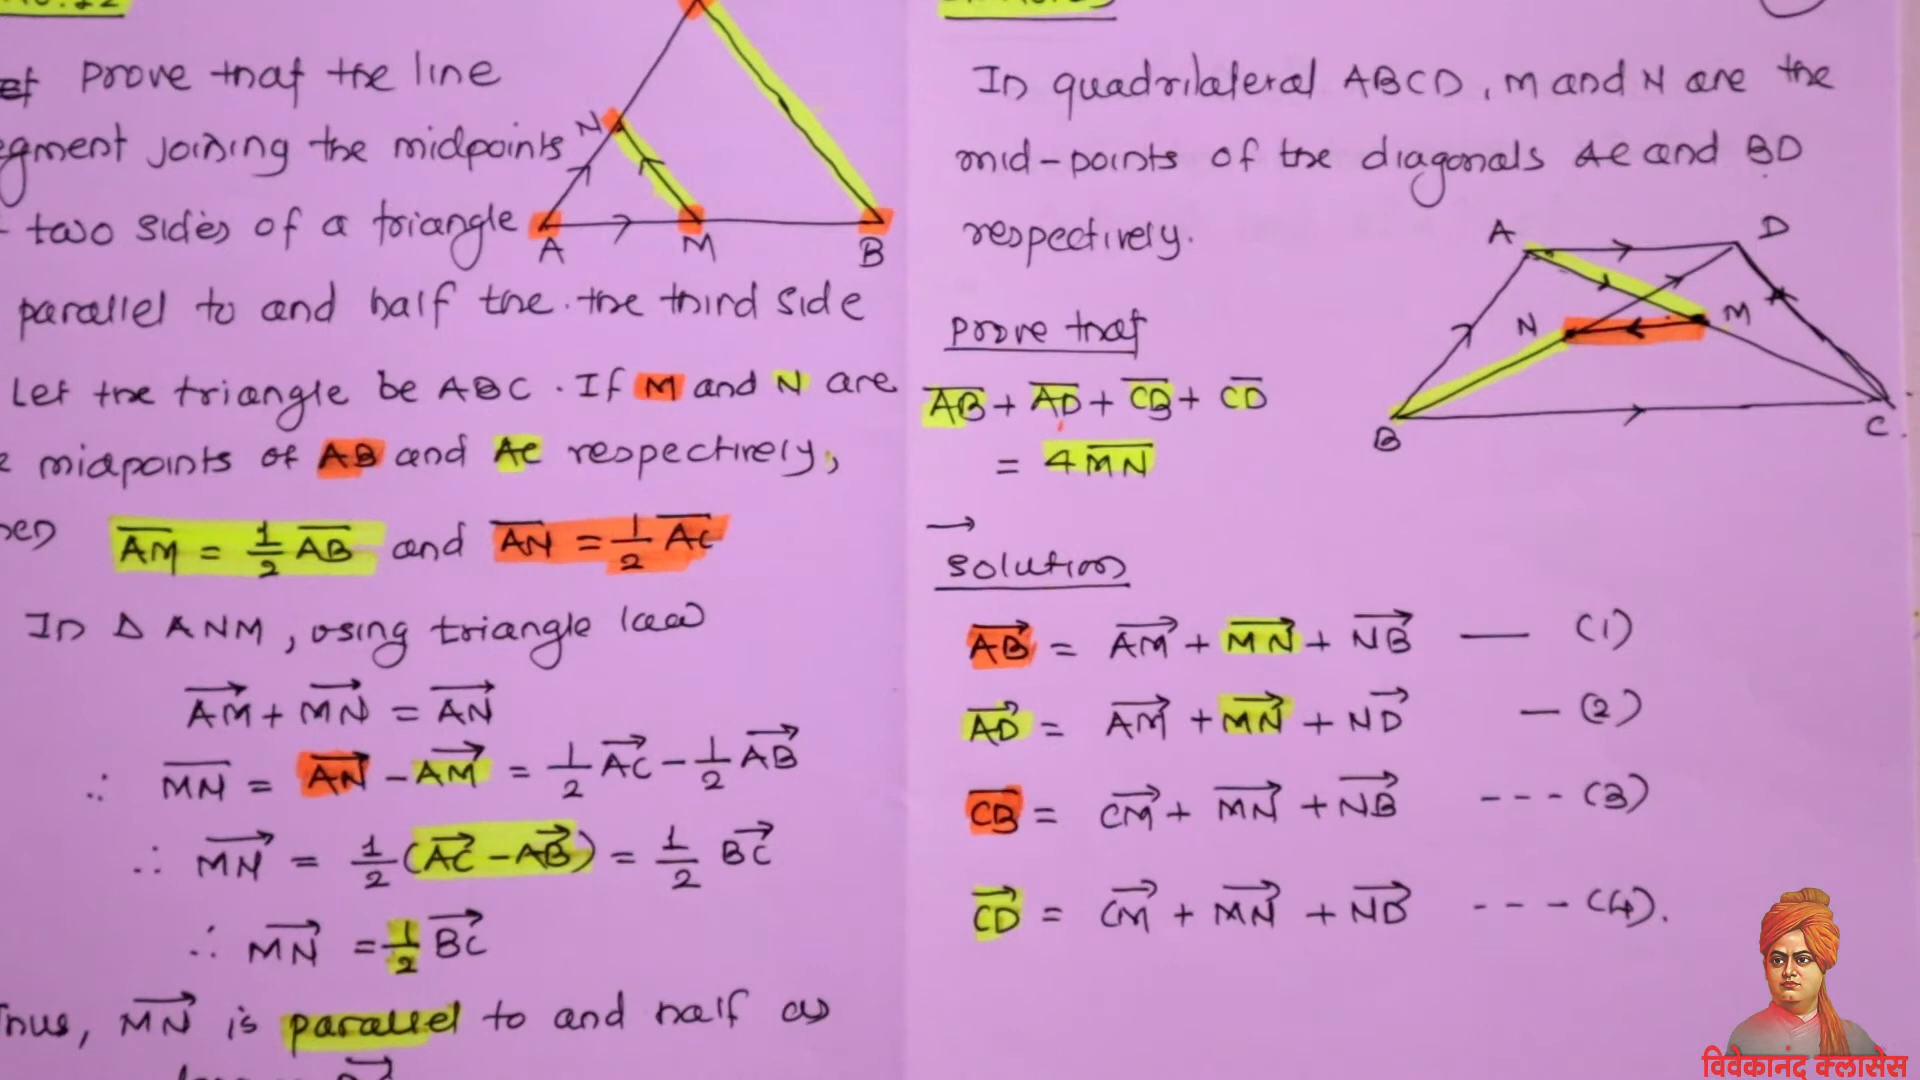 Prove that the line
segment joining the midpoints
two sides of a triangle
parallel to and half the . the third side
Let the triangle be ABC . If M and N are
midpoints of AB and AC respectively,
AM = 1/2 AB and AN = 1/2 AC
In Δ ANM, using triangle law
AM + MN = AN
∴ MN = AN - AM = 1/2 AC - 1/2 AB
∴ MN = 1/2 (AC - AB) = 1/2 BC
∴ MN = 1/2 BC
Thus, MN is parallel to and half as
N
A M B
In quadrilateral ABCD, M and N are the
mid-points of the diagonals AC and BD
respectively.
A D
N M
B C
Prove that
AB + AD + CB + CD
= 4 MN
→
Solution
AB = AM + MN + NB — (1)
AD = AM + MN + ND — (2)
CB = CM + MN + NB --- (3)
CD = CM + MN + ND --- (4).
विवेकानंद क्लासेस